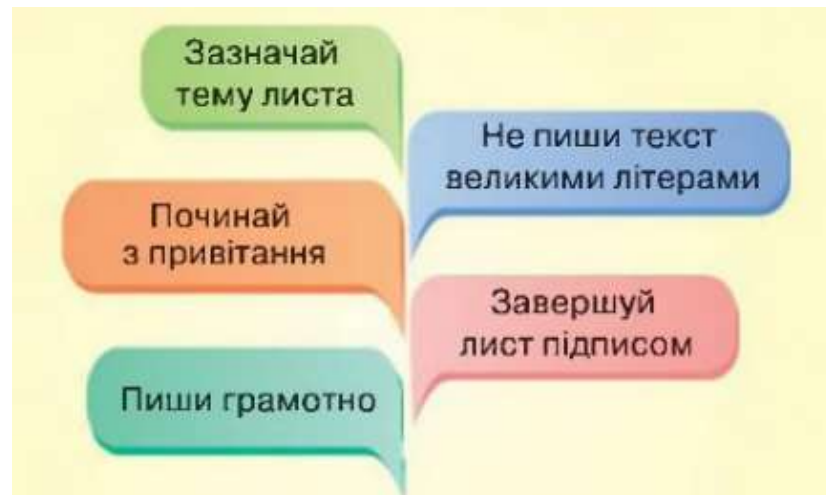 Зазначай
тему листа
Не пиши текст
великими літерами
Починай
з привітання
Завершуй
лист підписом
Пиши грамотно